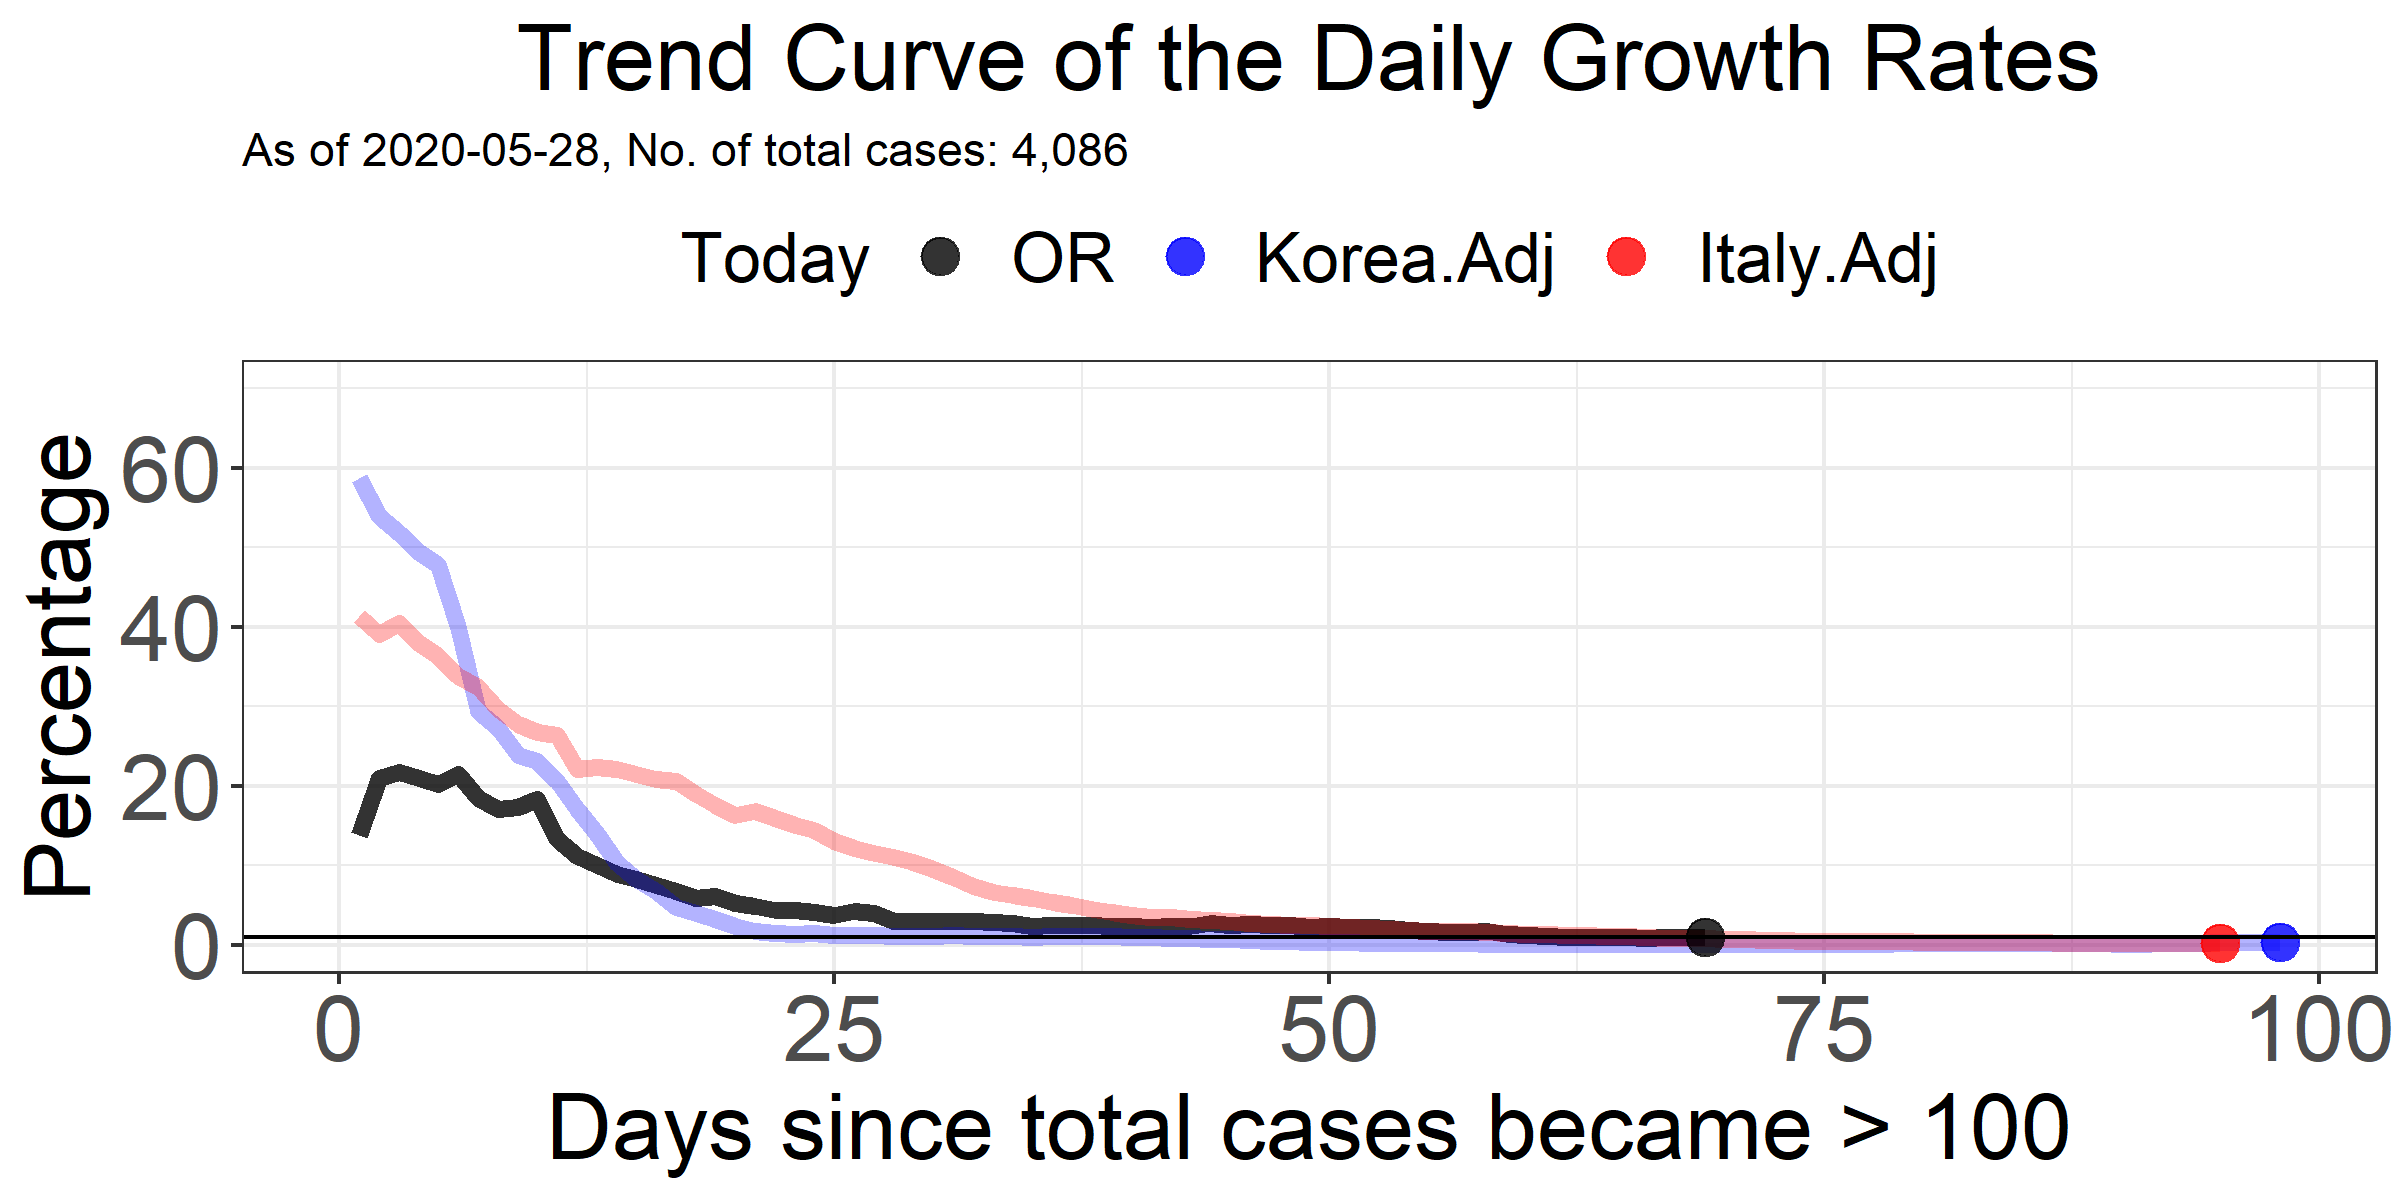 Trend Curve of the Daily Growth Rates
As of 2020-05-28, No. of total cases: 4,086
Today OR Korea.Adj Italy.Adj
Percentage
60
40
20
0
0 25 50 75 100
Days since total cases became > 100